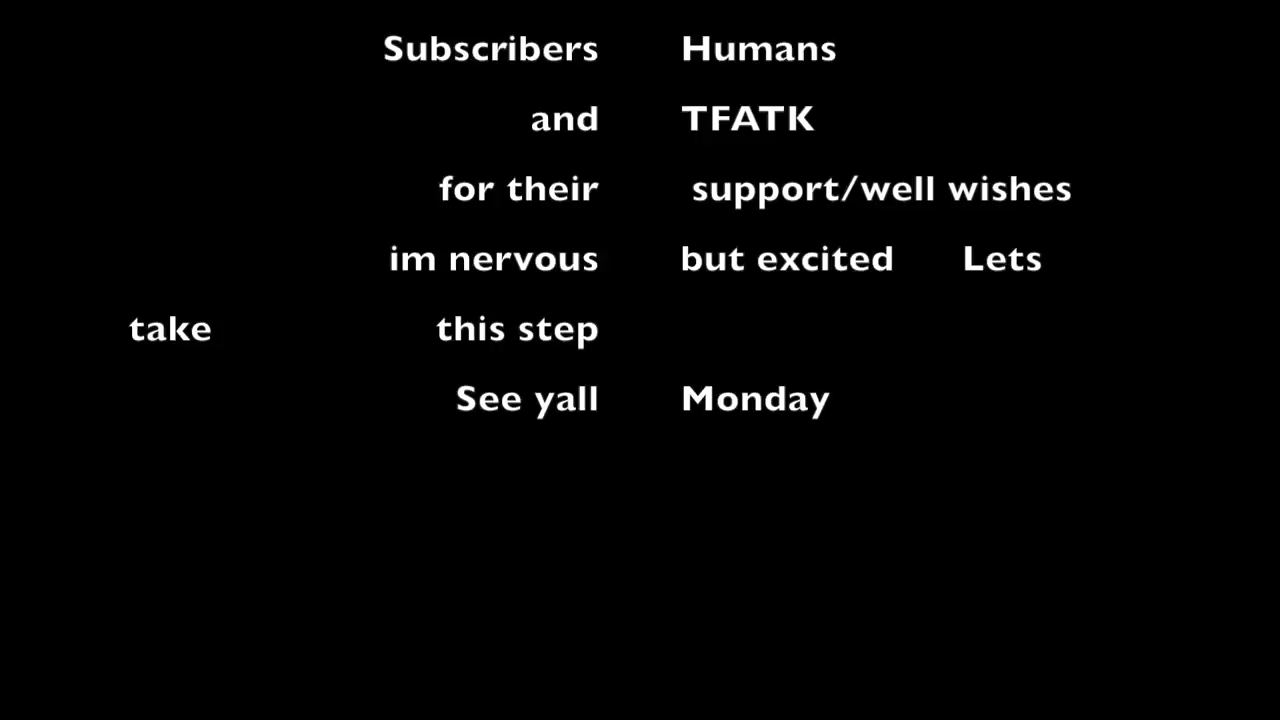 Subscribers Humans
and TFATK
for their support/well wishes
im nervous but excited Lets
take this step
See yall Monday